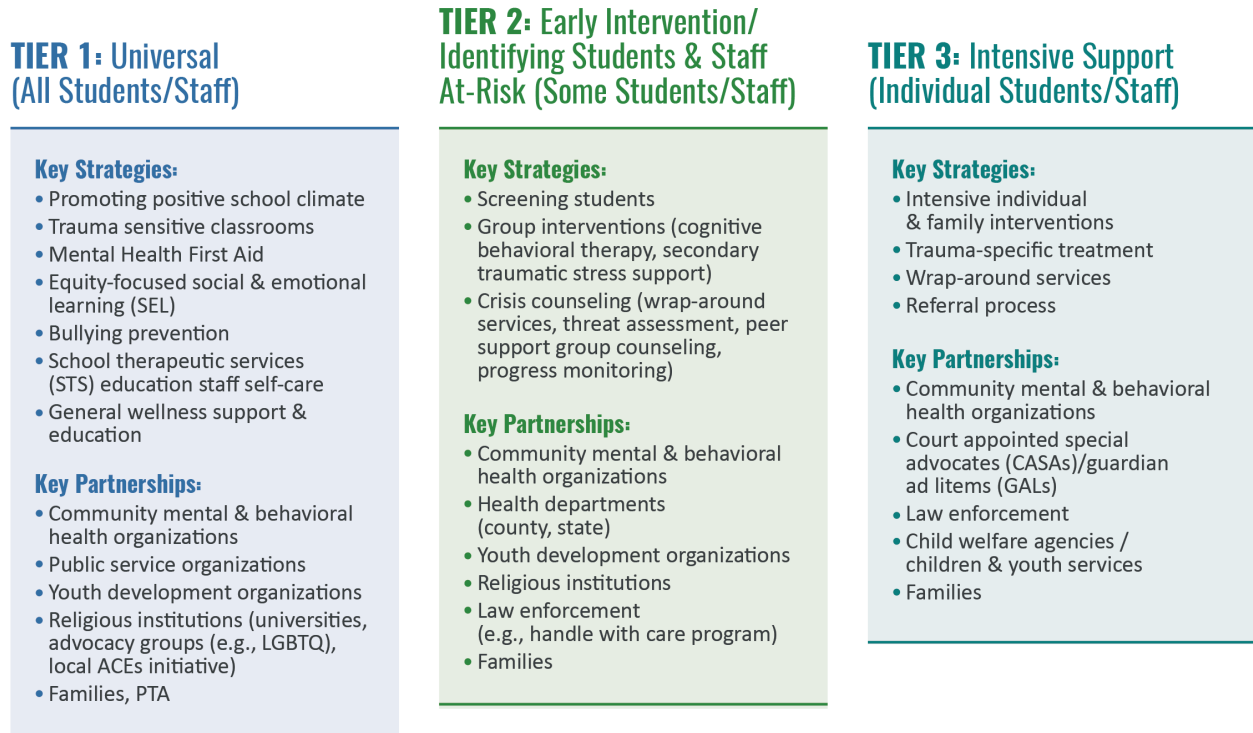 TIER 1: Universal
(All Students/Staff)
Key Strategies:
• Promoting positive school climate
• Trauma sensitive classrooms
• Mental Health First Aid
• Equity-focused social & emotional
learning (SEL)
• Bullying prevention
• School therapeutic services
(STS) education staff self-care
• General wellness support &
education
Key Partnerships:
• Community mental & behavioral
health organizations
• Public service organizations
• Youth development organizations
• Religious institutions (universities,
advocacy groups (e.g., LGBTQ),
local ACEs initiative)
• Families, PTA
TIER 2: Early Intervention/
Identifying Students & Staff
At-Risk (Some Students/Staff)
Key Strategies:
• Screening students
• Group interventions (cognitive
behavioral therapy, secondary
traumatic stress support)
• Crisis counseling (wrap-around
services, threat assessment, peer
support group counseling,
progress monitoring)
Key Partnerships:
• Community mental & behavioral
health organizations
• Health departments
(county, state)
• Youth development organizations
• Religious institutions
• Law enforcement
(e.g., handle with care program)
• Families
TIER 3: Intensive Support
(Individual Students/Staff)
Key Strategies:
• Intensive individual
& family interventions
• Trauma-specific treatment
• Wrap-around services
• Referral process
Key Partnerships:
• Community mental & behavioral
health organizations
• Court appointed special
advocates (CASAs)/guardian
ad litems (GALs)
• Law enforcement
• Child welfare agencies /
children & youth services
• Families